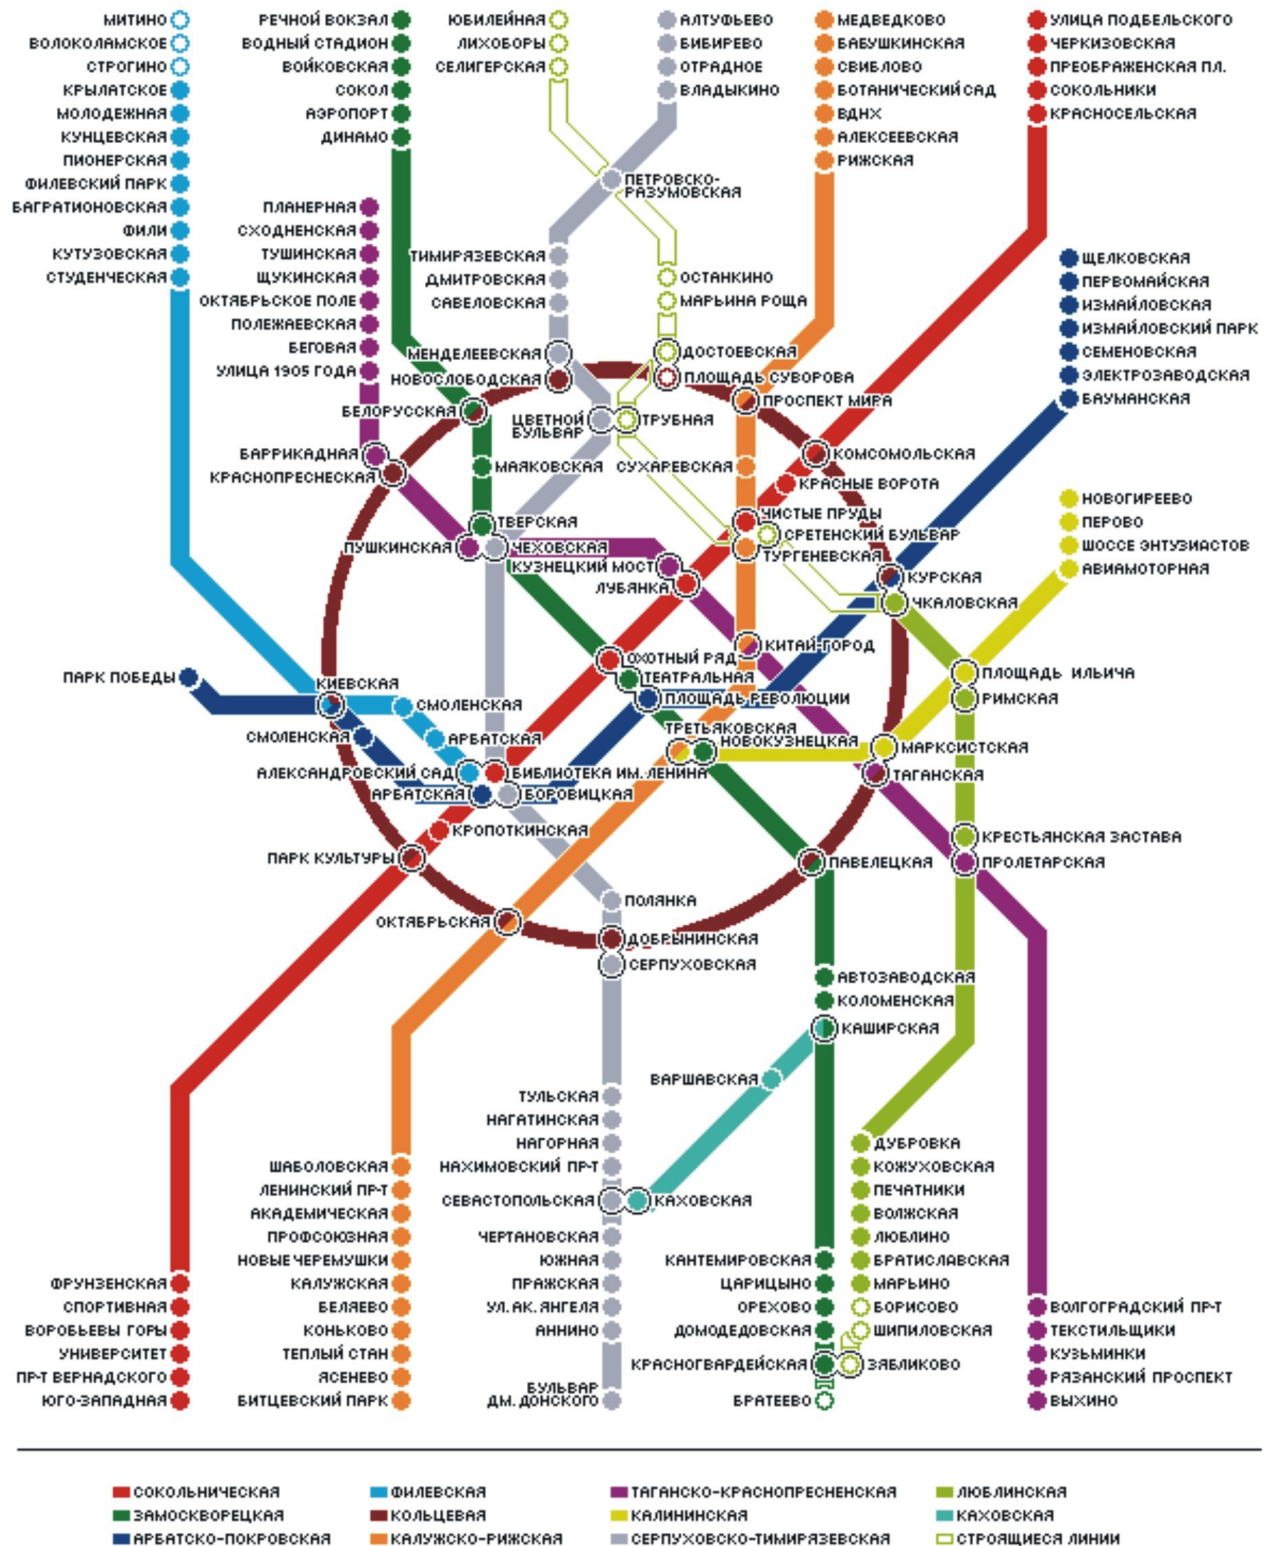 МИТИНО
ВОЛОКОЛАМСКОЕ
СТРОГИНО
КРЫЛАТСКОЕ
МОЛОДЕЖНАЯ
КУНЦЕВСКАЯ
ПИОНЕРСКАЯ
ФИЛЕВСКИЙ ПАРК
БАГРАТИОНОВСКАЯ
ФИЛИ
КУТУЗОВСКАЯ
СТУДЕНЧЕСКАЯ
РЕЧНОЙ ВОКЗАЛ
ВОДНЫЙ СТАДИОН
ВОЙКОВСКАЯ
СОКОЛ
АЭРОПОРТ
ДИНАМО
ПЛАНЕРНАЯ
СХОДНЕНСКАЯ
ТУШИНСКАЯ
ЩУКИНСКАЯ
ОКТЯБРЬСКОЕ ПОЛЕ
ПОЛЕЖАЕВСКАЯ
БЕГОВАЯ
УЛИЦА 1905 ГОДА
ЮБИЛЕЙНАЯ
ЛИХОБОРЫ
СЕЛИГЕРСКАЯ
АЛТУФЬЕВО
БИБИРЕВО
ОТРАДНОЕ
ВЛАДЫКИНО
ПЕТРОВСКО-
РАЗУМОВСКАЯ
ТИМИРЯЗЕВСКАЯ
ДМИТРОВСКАЯ
САВЕЛОВСКАЯ
ОСТАНКИНО
МАРЬИНА РОЩА
МЕДВЕДКОВО
БАБУШКИНСКАЯ
СВИБЛОВО
БОТАНИЧЕСКИЙ САД
ВДНХ
АЛЕКСЕЕВСКАЯ
РИЖСКАЯ
УЛИЦА ПОДБЕЛЬСКОГО
ЧЕРКИЗОВСКАЯ
ПРЕОБРАЖЕНСКАЯ ПЛ.
СОКОЛЬНИКИ
КРАСНОСЕЛЬСКАЯ
ЩЕЛКОВСКАЯ
ПЕРВОМАЙСКАЯ
ИЗМАЙЛОВСКАЯ
ИЗМАЙЛОВСКИЙ ПАРК
СЕМЕНОВСКАЯ
ЭЛЕКТРОЗАВОДСКАЯ
БАУМАНСКАЯ
МЕНДЕЛЕЕВСКАЯ
ДОСТОЕВСКАЯ
НОВОСЛОБОДСКАЯ
ПЛОЩАДЬ СУВОРОВА
БЕЛОРУССКАЯ
ПРОСПЕКТ МИРА
ЦВЕТНОЙ
БУЛЬВАР
ТРУБНАЯ
БАРРИКАДНАЯ
КРАСНОПРЕСНЕСКАЯ
МАЯКОВСКАЯ
СУХАРЕВСКАЯ
КОМСОМОЛЬСКАЯ
КРАСНЫЕ ВОРОТА
НОВОГИРЕЕВО
ПЕРОВО
ШОССЕ ЭНТУЗИАСТОВ
АВИАМОТОРНАЯ
ТВЕРСКАЯ
ЧИСТЫЕ ПРУДЫ
СРЕТЕНСКИЙ БУЛЬВАР
ПУШКИНСКАЯ
ЧЕХОВСКАЯ
ТУРГЕНЕВСКАЯ
КУЗНЕЦКИЙ МОСТ
ЛУБЯНКА
КУРСКАЯ
ЧКАЛОВСКАЯ
КИТАЙ-ГОРОД
ОХОТНЫЙ РЯД
ТЕАТРАЛЬНАЯ
ПЛОЩАДЬ РЕВОЛЮЦИИ
ПЛОЩАДЬ ИЛЬИЧА
РИМСКАЯ
ПАРК ПОБЕДЫ
КИЕВСКАЯ
СМОЛЕНСКАЯ
СМОЛЕНСКАЯ
АРБАТСКАЯ
ТРЕТЬЯКОВСКАЯ
НОВОКУЗНЕЦКАЯ
МАРКСИСТСКАЯ
ТАГАНСКАЯ
АЛЕКСАНДРОВСКИЙ САД
БИБЛИОТЕКА ИМ. ЛЕНИНА
АРБАТСКАЯ
БОРОВИЦКАЯ
КРОПОТКИНСКАЯ
ПАРК КУЛЬТУРЫ
КРЕСТЬЯНСКАЯ ЗАСТАВА
ПАВЕЛЕЦКАЯ
ПРОЛЕТАРСКАЯ
ПОЛЯНКА
ОКТЯБРЬСКАЯ
ДОБРЫНИНСКАЯ
СЕРПУХОВСКАЯ
АВТОЗАВОДСКАЯ
КОЛОМЕНСКАЯ
КАШИРСКАЯ
ВАРШАВСКАЯ
ТУЛЬСКАЯ
НАГАТИНСКАЯ
НАГОРНАЯ
НАХИМОВСКИЙ ПР-Т
СЕВАСТОПОЛЬСКАЯ
КАХОВСКАЯ
ЧЕРТАНОВСКАЯ
ЮЖНАЯ
ПРАЖСКАЯ
УЛ. АК. ЯНГЕЛЯ
АННИНО
БУЛЬВАР
ДМ. ДОНСКОГО
ФРУНЗЕНСКАЯ
СПОРТИВНАЯ
ВОРОБЬЕВЫ ГОРЫ
УНИВЕРСИТЕТ
ПР-Т ВЕРНАДСКОГО
ЮГО-ЗАПАДНАЯ
ШАБОЛОВСКАЯ
ЛЕНИНСКИЙ ПР-Т
АКАДЕМИЧЕСКАЯ
ПРОФСОЮЗНАЯ
НОВЫЕ ЧЕРЕМУШКИ
КАЛУЖСКАЯ
БЕЛЯЕВО
КОНЬКОВО
ТЕПЛЫЙ СТАН
ЯСЕНЕВО
БИТЦЕВСКИЙ ПАРК
КАНТЕМИРОВСКАЯ
ЦАРИЦЫНО
ОРЕХОВО
ДОМОДЕДОВСКАЯ
КРАСНОГВАРДЕЙСКАЯ
БРАТЕЕВО
ДУБРОВКА
КОЖУХОВСКАЯ
ПЕЧАТНИКИ
ВОЛЖСКАЯ
ЛЮБЛИНО
БРАТИСЛАВСКАЯ
МАРЬИНО
БОРИСОВО
ШИПИЛОВСКАЯ
ЗЯБЛИКОВО
ВОЛГОГРАДСКИЙ ПР-Т
ТЕКСТИЛЬЩИКИ
КУЗЬМИНКИ
РЯЗАНСКИЙ ПРОСПЕКТ
ВЫХИНО
СОКОЛЬНИЧЕСКАЯ
ЗАМОСКВОРЕЦКАЯ
АРБАТСКО-ПОКРОВСКАЯ
ФИЛЕВСКАЯ
КОЛЬЦЕВАЯ
КАЛУЖСКО-РИЖСКАЯ
ТАГАНСКО-КРАСНОПРЕСНЕНСКАЯ
КАЛИНИНСКАЯ
СЕРПУХОВСКО-ТИМИРЯЗЕВСКАЯ
ЛЮБЛИНСКАЯ
КАХОВСКАЯ
СТРОЯЩИЕСЯ ЛИНИИ